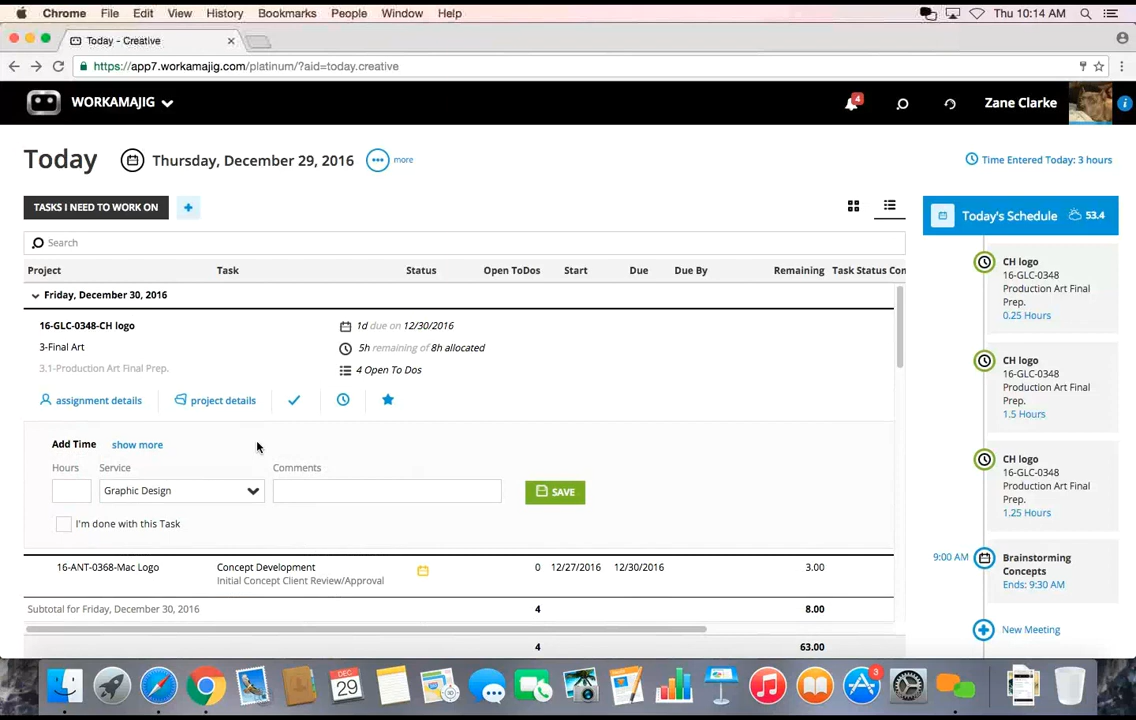 Chrome File Edit View History Bookmarks People Window Help Thu 10:14 AM
Today - Creative
https://app7.workamajig.com/platinum/?aid=today.creative
WORKAMAJIG 4 Zane Clarke
Today Thursday, December 29, 2016 more Time Entered Today: 3 hours
TASKS I NEED TO WORK ON
Search
Project Task Status Open ToDos Start Due Due By Remaining Task Status Con
Friday, December 30, 2016
16-GLC-0348-CH logo 1d due on 12/30/2016
3-Final Art 5h remaining of 8h allocated
3.1-Production Art Final Prep. 4 Open To Dos
assignment details project details
Add Time show more
Hours Service Comments
Graphic Design SAVE
I'm done with this Task
16-ANT-0368-Mac Logo Concept Development 0 12/27/2016 12/30/2016 3.00
Initial Concept Client Review/Approval
Subtotal for Friday, December 30, 2016 4 8.00
4 63.00
Today's Schedule 53.4
CH logo
16-GLC-0348
Production Art Final
Prep.
0.25 Hours
CH logo
16-GLC-0348
Production Art Final
Prep.
1.5 Hours
CH logo
16-GLC-0348
Production Art Final
Prep.
1.25 Hours
9:00 AM Brainstorming
Concepts
Ends: 9:30 AM
New Meeting
DEC
29
3